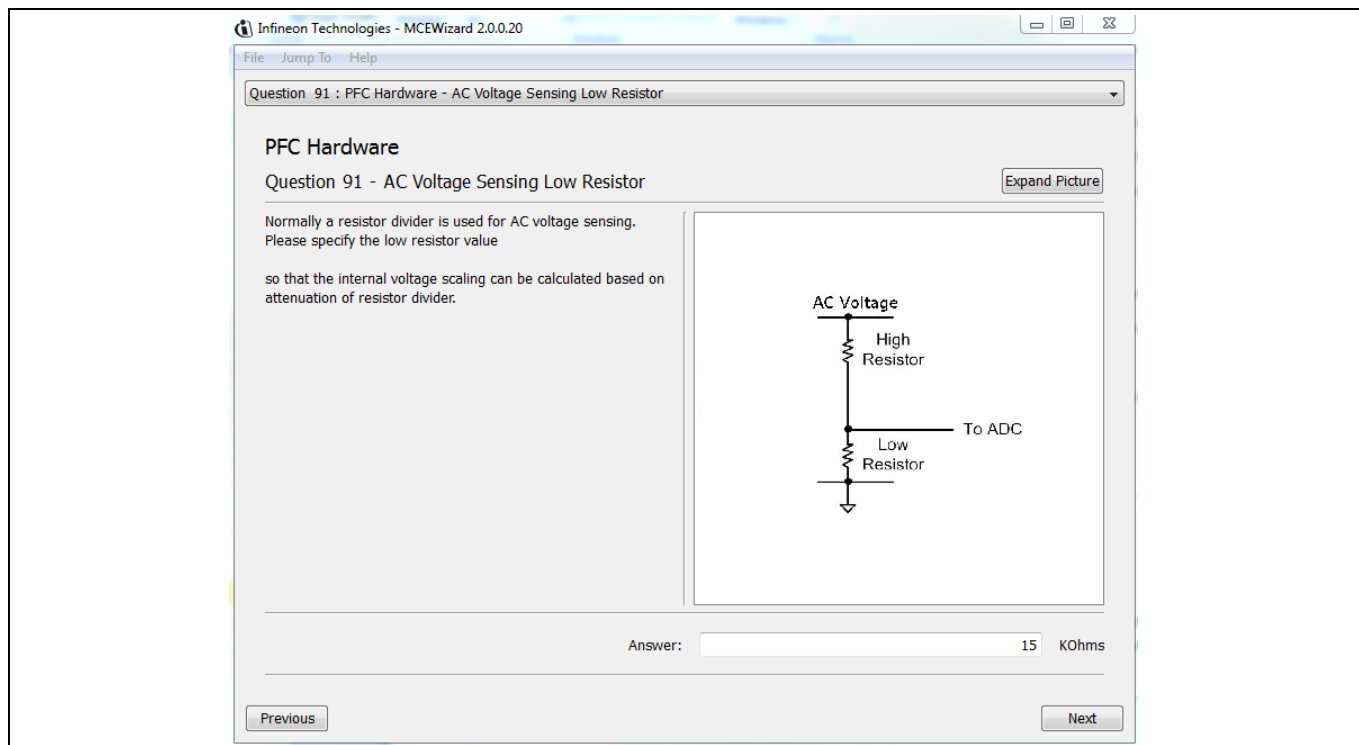 Infineon Technologies - MCEWizard 2.0.0.20
File Jump To Help
Question 91 : PFC Hardware - AC Voltage Sensing Low Resistor
PFC Hardware
Question 91 - AC Voltage Sensing Low Resistor
Expand Picture
Normally a resistor divider is used for AC voltage sensing.
Please specify the low resistor value
so that the internal voltage scaling can be calculated based on
attenuation of resistor divider.
AC Voltage
High
Resistor
To ADC
Low
Resistor
Answer: 15 KOhms
Previous Next